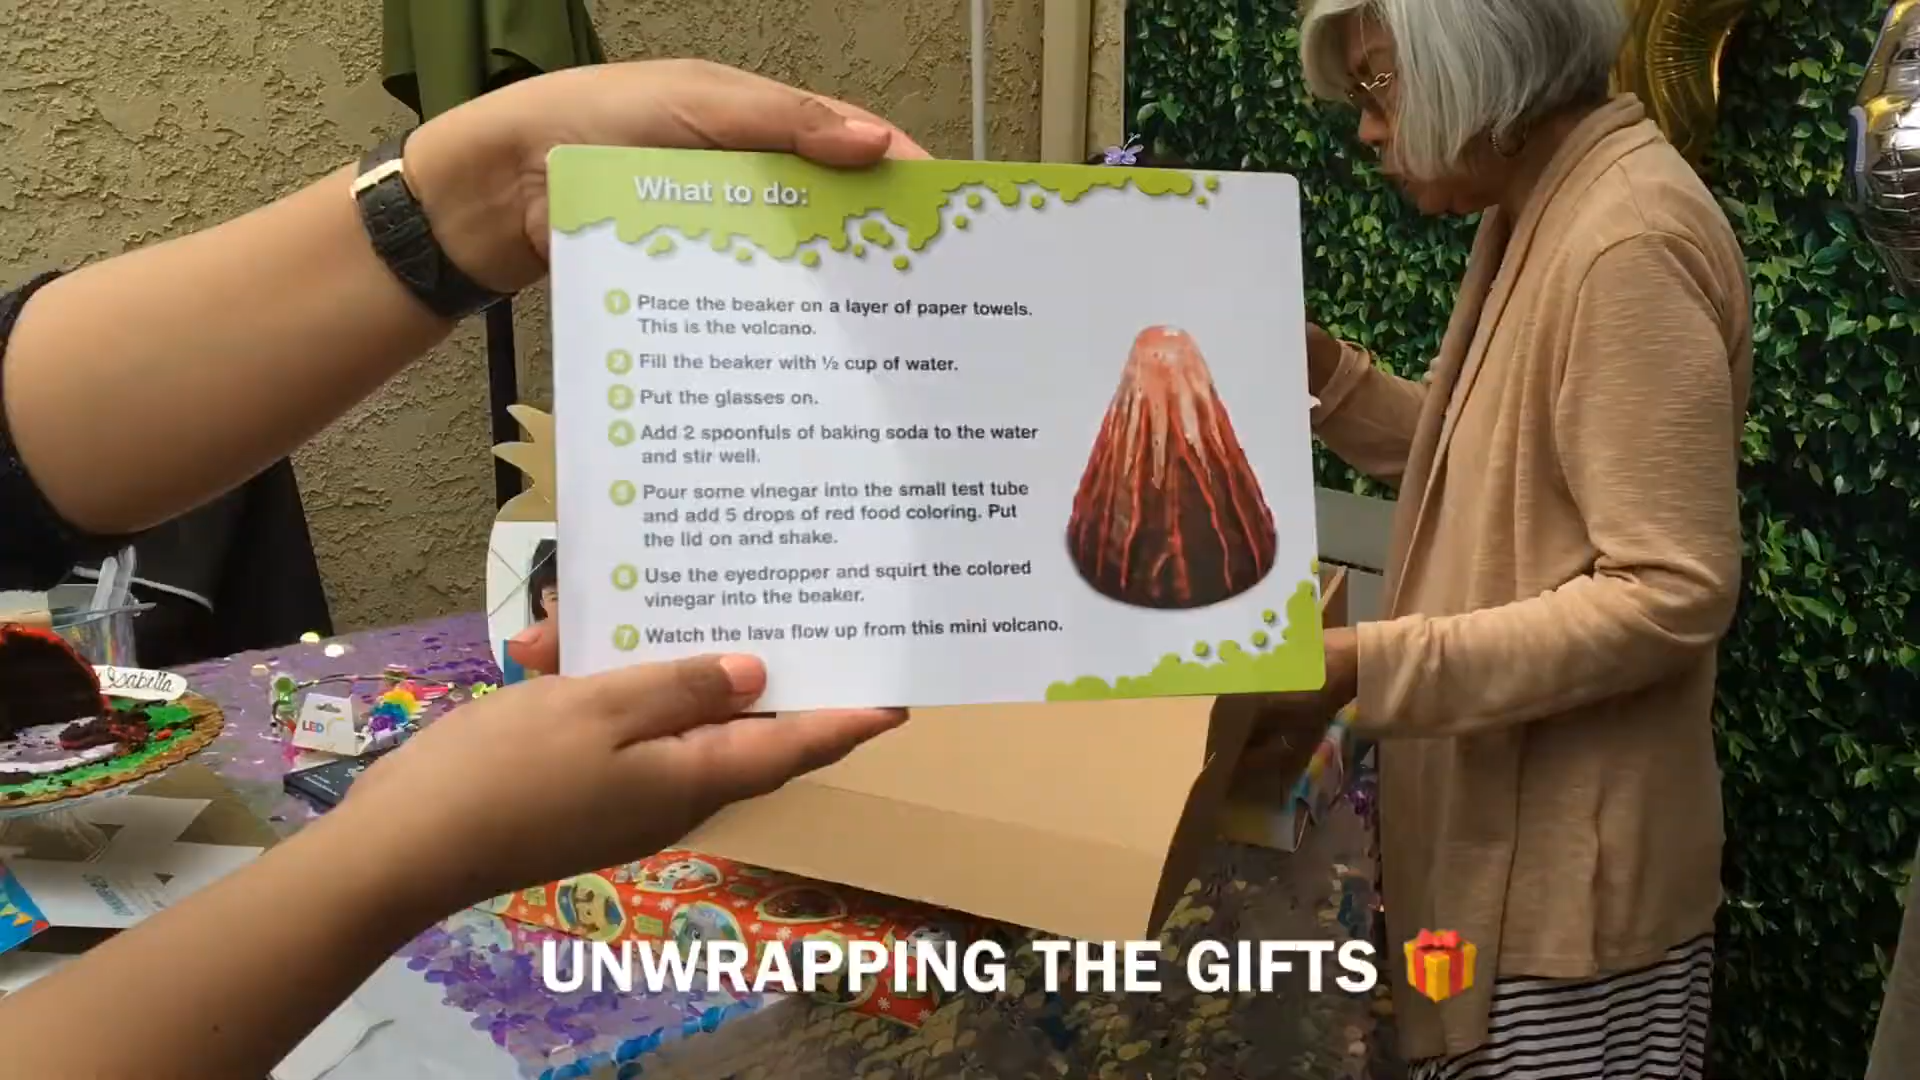 What to do:
1 Place the beaker on a layer of paper towels.
This is the volcano.
2 Fill the beaker with ½ cup of water.
3 Put the glasses on.
4 Add 2 spoonfuls of baking soda to the water
and stir well.
5 Pour some vinegar into the small test tube
and add 5 drops of red food coloring. Put
the lid on and shake.
6 Use the eyedropper and squirt the colored
vinegar into the beaker.
7 Watch the lava flow up from this mini volcano.
Isabella
LED
UNWRAPPING THE GIFTS